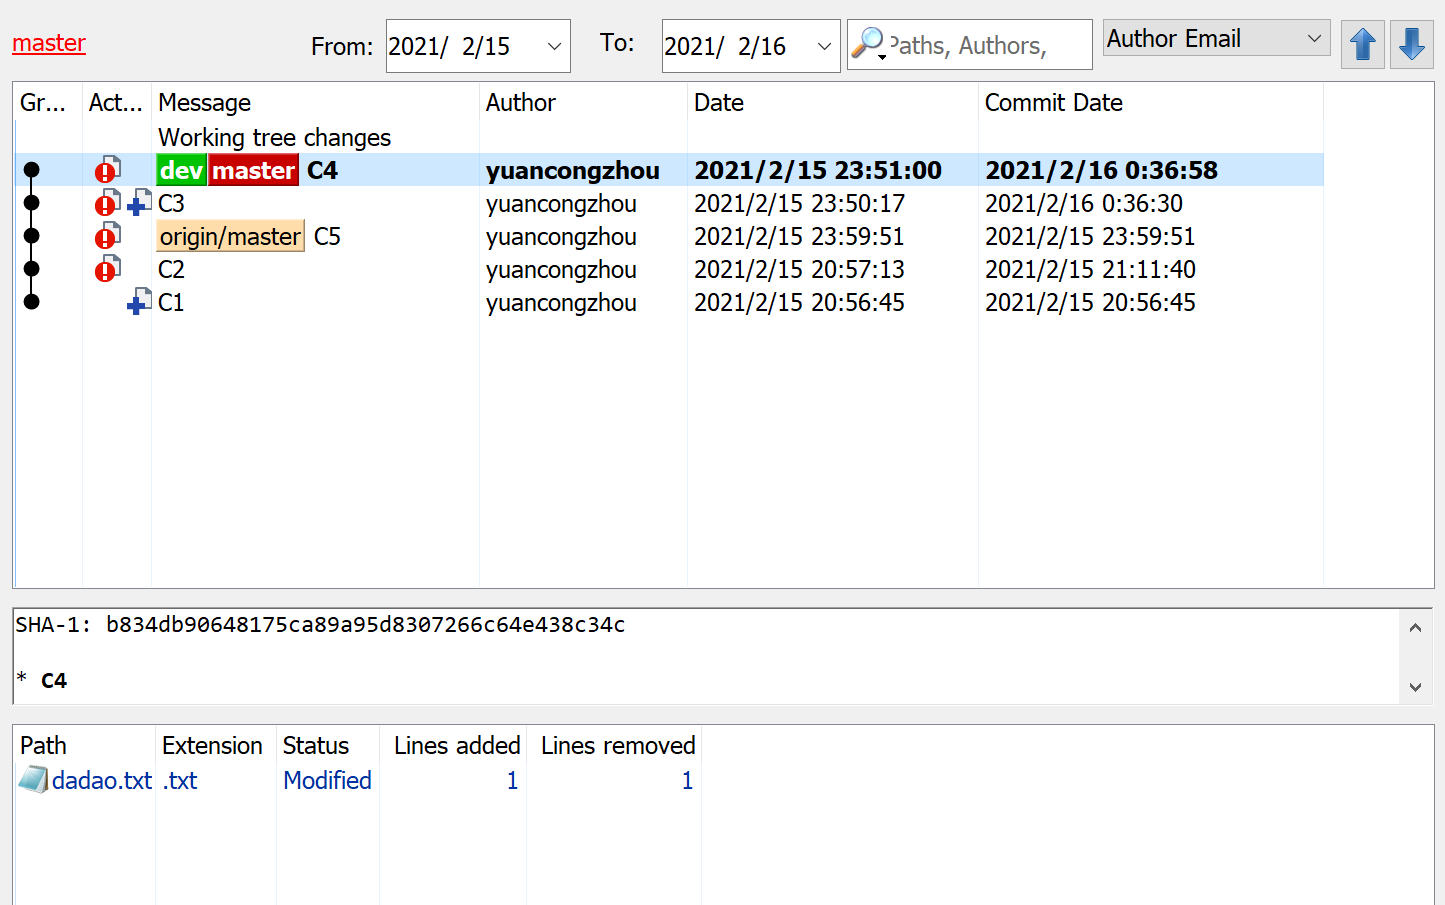 master From: 2021/ 2/15 To: 2021/ 2/16 Paths, Authors, Author Email
Gr... Act... Message Author Date Commit Date
Working tree changes
dev master C4 yuancongzhou 2021/2/15 23:51:00 2021/2/16 0:36:58
C3 yuancongzhou 2021/2/15 23:50:17 2021/2/16 0:36:30
origin/master C5 yuancongzhou 2021/2/15 23:59:51 2021/2/15 23:59:51
C2 yuancongzhou 2021/2/15 20:57:13 2021/2/15 21:11:40
C1 yuancongzhou 2021/2/15 20:56:45 2021/2/15 20:56:45
SHA-1: b834db90648175ca89a95d8307266c64e438c34c
* C4
Path Extension Status Lines added Lines removed
dadao.txt .txt Modified 1 1